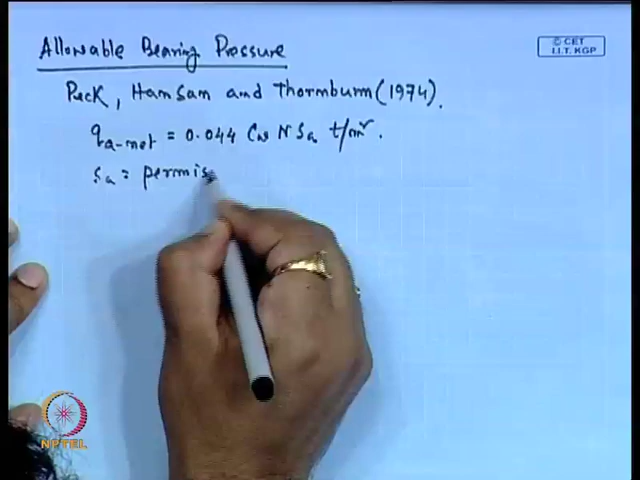 Allowable Bearing Pressure
© CET
I.I.T. KGP
Peck, Hansam and Thornburn (1974).
qa-net = 0.044 Cw N Sa t/m².
Sa = permis
NPTEL